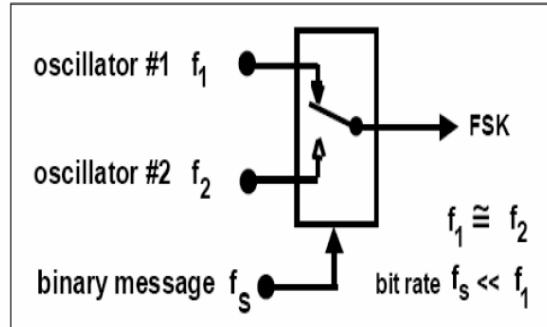 oscillator #1 f₁
FSK
oscillator #2 f₂
f₁ ≅ f₂
binary message fₛ
bit rate fₛ << f₁